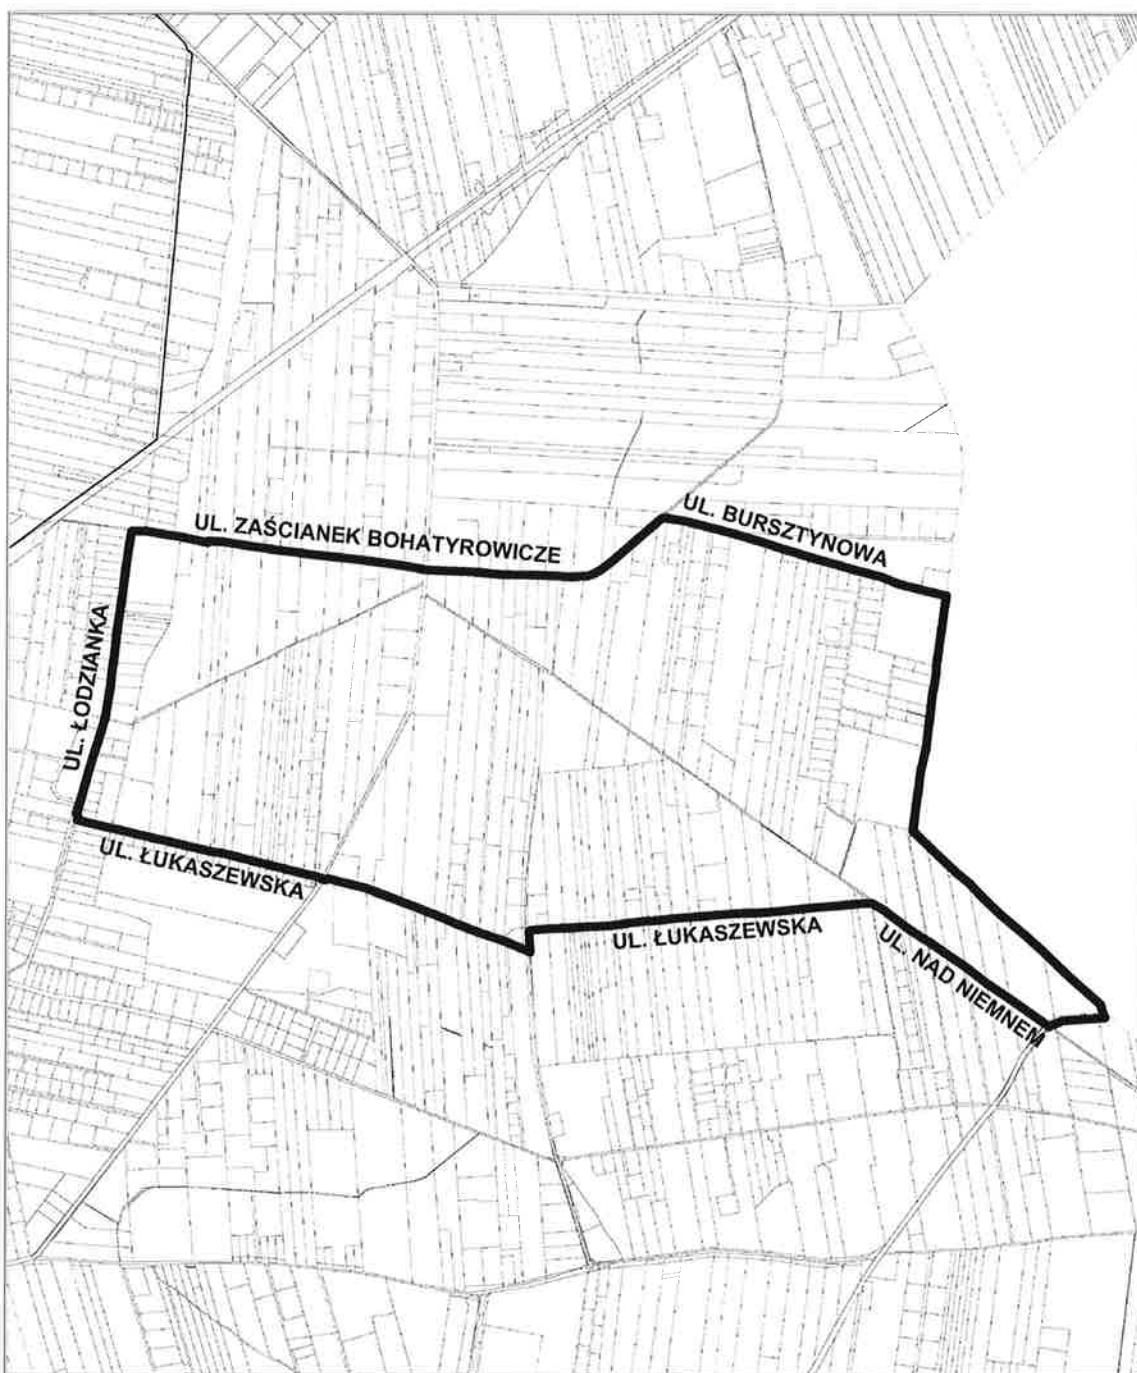 UL. ZAŚCIANEK BOHATYROWICZE
UL. BURSZTYNOWA
UL. ŁODZIANKA
UL. ŁUKASZEWSKA
UL. ŁUKASZEWSKA
UL. NAD NIEMNEM